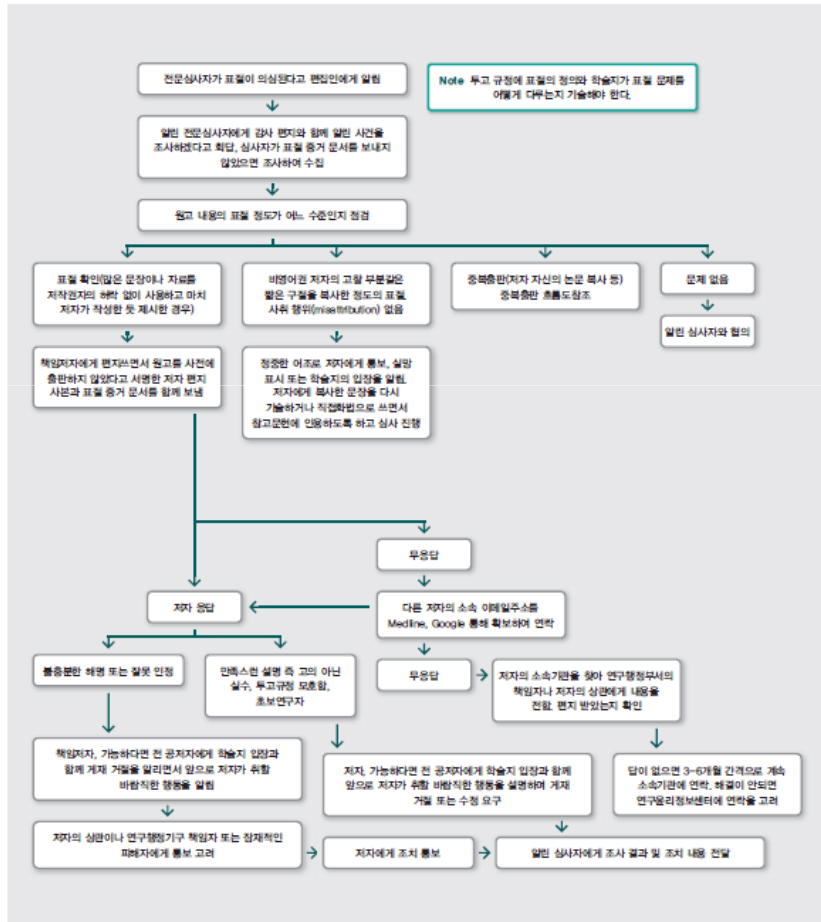 전문심사자가 표절이 의심된다고 편집인에게 알림
Note 투고 규정에 표절의 정의와 학술지가 표절 문제를
어떻게 다루는지 기술해야 한다.
알린 전문심사자에게 감사 편지와 함께 알린 사건을
조사하겠다고 회답, 심사자가 표절 증거 문서를 보내지
않았으면 조사하여 수집
원고 내용의 표절 정도가 어느 수준인지 점검
표절 확인(많은 문장이나 자료를
저작권자의 허락 없이 사용하고 마치
저자가 작성한 듯 제시한 경우)
비영어권 저자의 고찰 부분같은
짧은 구절을 복사한 정도의 표절,
사취 행위(misattribution) 없음
중복출판(저자 자신의 논문 복사 등)
중복출판 흐름도참조
문제 없음
알린 심사자와 협의
책임저자에게 편지쓰면서 원고를 사전에
출판하지 않았다고 서명한 저자 편지
사본과 표절 증거 문서를 함께 보냄
정중한 어조로 저자에게 통보, 실망
표시 또는 학술지의 입장을 알림,
저자에게 복사한 문장을 다시
기술하거나 직접화법으로 쓰면서
참고문헌에 인용하도록 하고 심사 진행
무응답
저자 응답
다른 저자의 소속 이메일주소를
Medline, Google 통해 확보하여 연락
불충분한 해명 또는 잘못 인정
만족스런 설명 즉 고의 아닌
실수, 투고규정 모호함,
초보연구자
무응답
저자의 소속기관을 찾아 연구행정부서의
책임자나 저자의 상관에게 내용을
전함, 편지 받았는지 확인
책임저자, 가능하다면 전 공저자에게 학술지 입장과
함께 게재 거절을 알리면서 앞으로 저자가 취할
바람직한 행동을 알림
저자, 가능하다면 전 공저자에게 학술지 입장과 함께
앞으로 저자가 취할 바람직한 행동을 설명하며 게재
거절 또는 수정 요구
답이 없으면 3-6개월 간격으로 계속
소속기관에 연락, 해결이 안되면
연구윤리정보센터에 연락을 고려
저자의 상관이나 연구행정기구 책임자 또는 잠재적인
피해자에게 통보 고려
저자에게 조치 통보
알린 심사자에게 조사 결과 및 조치 내용 전달